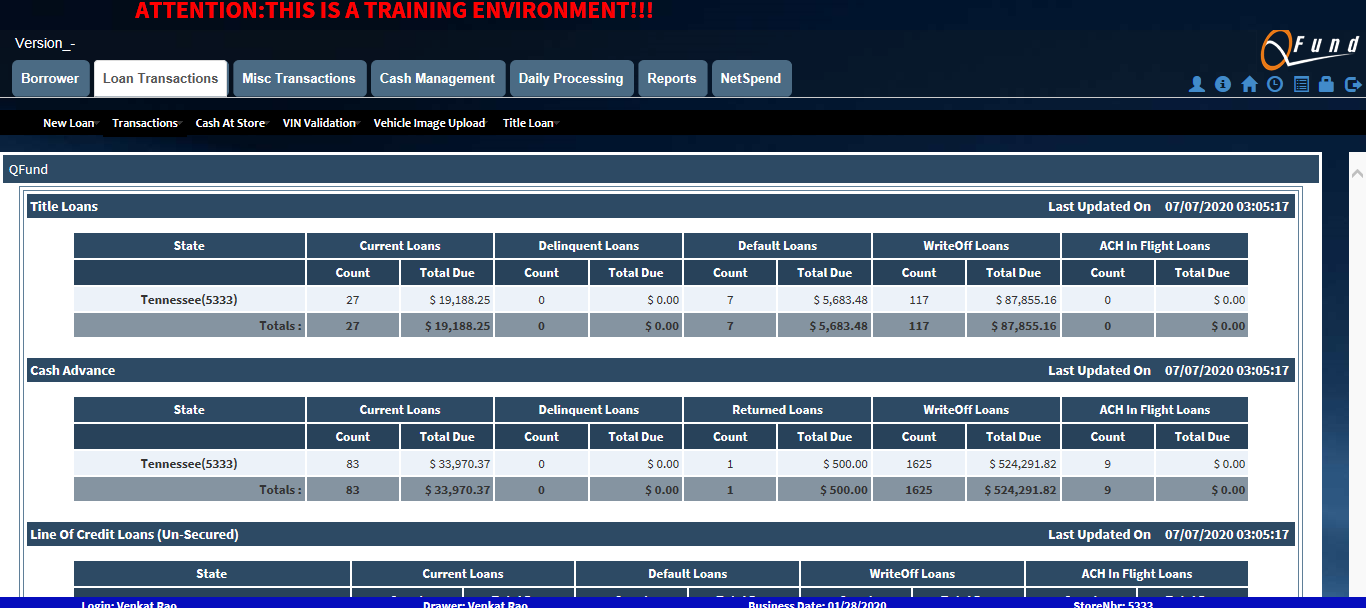 ATTENTION:THIS IS A TRAINING ENVIRONMENT!!!
Version_-
QFund
Borrower Loan Transactions Misc Transactions Cash Management Daily Processing Reports NetSpend
New Loan Transactions Cash At Store VIN Validation Vehicle Image Upload Title Loan
QFund
Title Loans Last Updated On 07/07/2020 03:05:17
State Current Loans Delinquent Loans Default Loans WriteOff Loans ACH In Flight Loans
Count Total Due Count Total Due Count Total Due Count Total Due Count Total Due
Tennessee(5333) 27 $ 19,188.25 0 $ 0.00 7 $ 5,683.48 117 $ 87,855.16 0 $ 0.00
Totals : 27 $ 19,188.25 0 $ 0.00 7 $ 5,683.48 117 $ 87,855.16 0 $ 0.00
Cash Advance Last Updated On 07/07/2020 03:05:17
State Current Loans Delinquent Loans Returned Loans WriteOff Loans ACH In Flight Loans
Count Total Due Count Total Due Count Total Due Count Total Due Count Total Due
Tennessee(5333) 83 $ 33,970.37 0 $ 0.00 1 $ 500.00 1625 $ 524,291.82 9 $ 0.00
Totals : 83 $ 33,970.37 0 $ 0.00 1 $ 500.00 1625 $ 524,291.82 9 $ 0.00
Line Of Credit Loans (Un-Secured) Last Updated On 07/07/2020 03:05:17
State Current Loans Default Loans WriteOff Loans ACH In Flight Loans
Login: Venkat Rao Drawer: Venkat Rao Business Date: 01/28/2020 StoreNbr: 5333